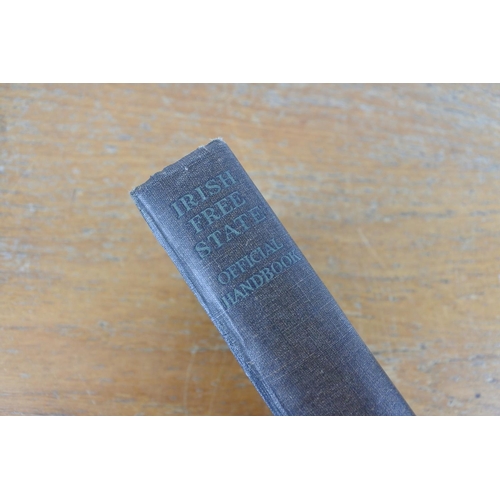 IRISH
FREE
STATE
OFFICIAL
HANDBOOK